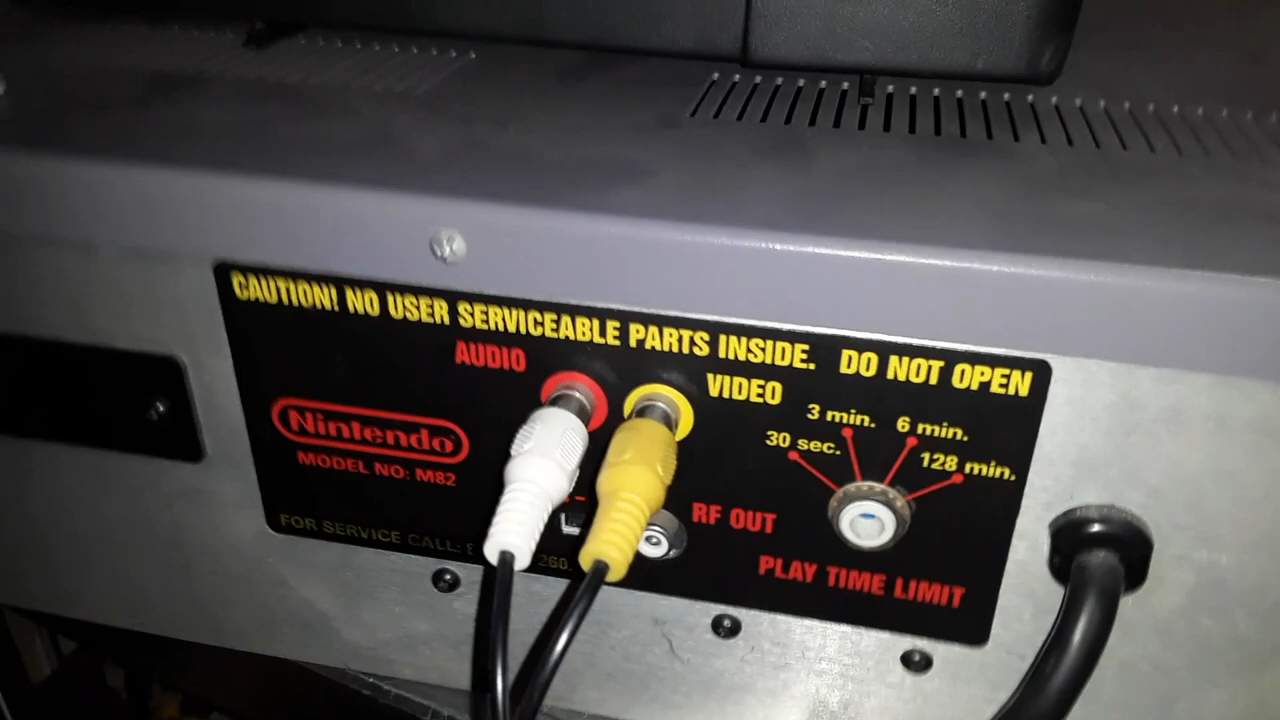 CAUTION! NO USER SERVICEABLE PARTS INSIDE. DO NOT OPEN
AUDIO
VIDEO
Nintendo
MODEL NO: M82
3 min.
6 min.
30 sec.
128 min.
RF OUT
PLAY TIME LIMIT
FOR SERVICE CALL: